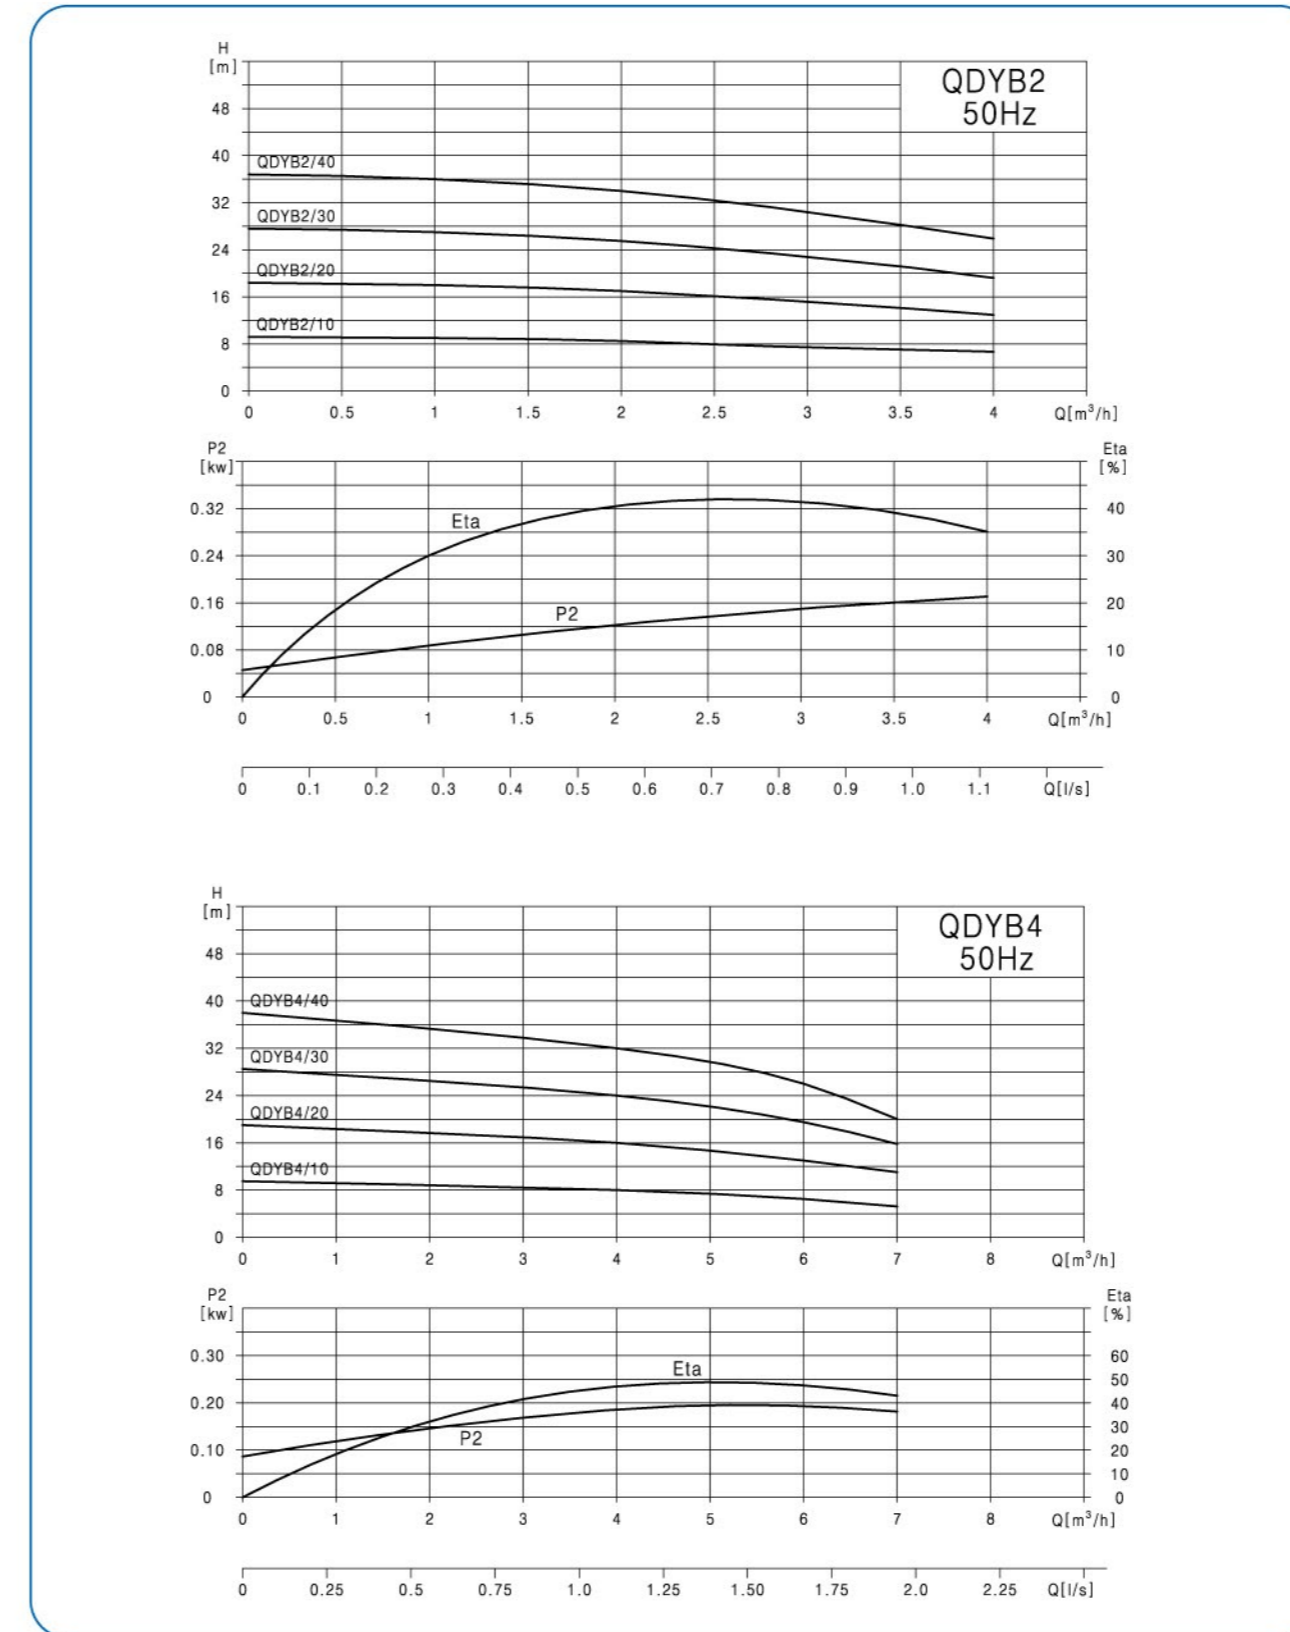 H
[m]
QDYB2
50Hz
48
40
QDYB2/40
32
QDYB2/30
24
QDYB2/20
16
QDYB2/10
8
0
0 0.5 1 1.5 2 2.5 3 3.5 4 Q[m³/h]
P2 Eta
[kw] [%]
0.32 40
Eta
0.24 30
0.16 20
P2
0.08 10
0 0
0 0.5 1 1.5 2 2.5 3 3.5 4 Q[m³/h]
0 0.1 0.2 0.3 0.4 0.5 0.6 0.7 0.8 0.9 1.0 1.1 Q[l/s]
H
[m]
QDYB4
50Hz
48
40 QDYB4/40
32
QDYB4/30
24
QDYB4/20
16
QDYB4/10
8
0
0 1 2 3 4 5 6 7 8 Q[m³/h]
P2 Eta
[kw] [%]
0.30 60
Eta
50
0.20 40
30
P2
0.10 20
10
0 0
0 1 2 3 4 5 6 7 8 Q[m³/h]
0 0.25 0.5 0.75 1.0 1.25 1.50 1.75 2.0 2.25 Q[l/s]